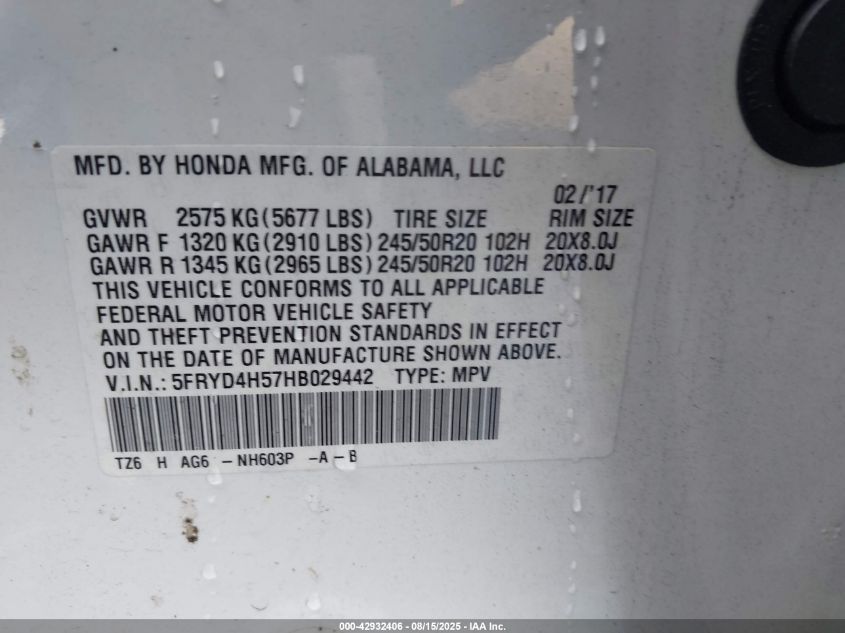 MFD. BY HONDA MFG. OF ALABAMA, LLC
02/'17
GVWR 2575 KG (5677 LBS) TIRE SIZE RIM SIZE
GAWR F 1320 KG (2910 LBS) 245/50R20 102H 20X8.0J
GAWR R 1345 KG (2965 LBS) 245/50R20 102H 20X8.0J
THIS VEHICLE CONFORMS TO ALL APPLICABLE
FEDERAL MOTOR VEHICLE SAFETY
AND THEFT PREVENTION STANDARDS IN EFFECT
ON THE DATE OF MANUFACTURE SHOWN ABOVE.
V.I.N.: 5FRYD4H57HB029442 TYPE: MPV
TZ6 H AG6 - NH603P - A - B
000-42932406 - 08/15/2025 - IAA Inc.